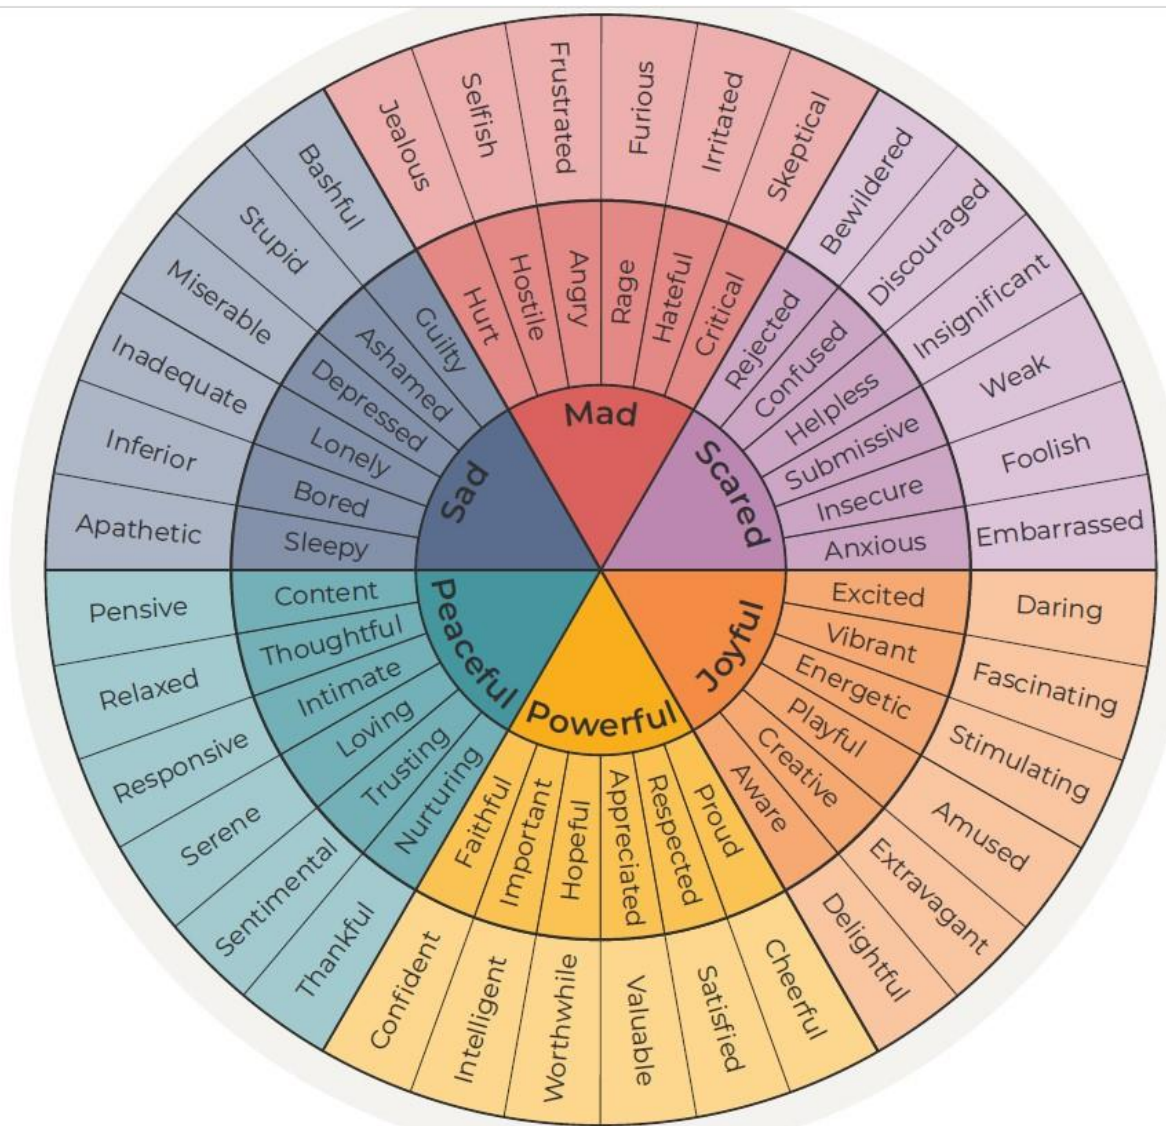 Mad
Scared
Joyful
Powerful
Peaceful
Sad
Hurt
Hostile
Angry
Rage
Hateful
Critical
Rejected
Confused
Helpless
Submissive
Insecure
Anxious
Excited
Vibrant
Energetic
Playful
Creative
Aware
Proud
Respected
Appreciated
Hopeful
Important
Faithful
Nurturing
Trusting
Loving
Intimate
Thoughtful
Content
Sleepy
Bored
Lonely
Depressed
Ashamed
Guilty
Jealous
Selfish
Frustrated
Furious
Irritated
Skeptical
Bewildered
Discouraged
Insignificant
Weak
Foolish
Embarrassed
Daring
Fascinating
Stimulating
Amused
Extravagant
Delightful
Cheerful
Satisfied
Valuable
Worthwhile
Intelligent
Confident
Thankful
Sentimental
Serene
Responsive
Relaxed
Pensive
Apathetic
Inferior
Inadequate
Miserable
Stupid
Bashful